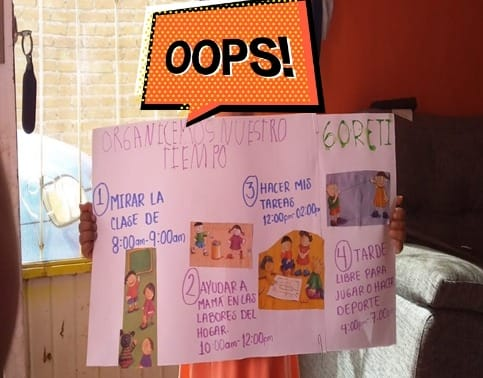 OOPS!
ORGANICEMOS NUESTRO
TIEMPO
GORETI
1 MIRAR LA
CLASE DE
8:00am-9:00am
2 AYUDAR A
MAMÁ EN LAS
LABORES DEL
HOGAR.
10:00am-12:00pm
3 HACER MIS
TAREAS
12:00pm-02:00pm
4 TARDE
LIBRE PARA
JUGAR O HACER
DEPORTE.
4:00pm-7:00pm